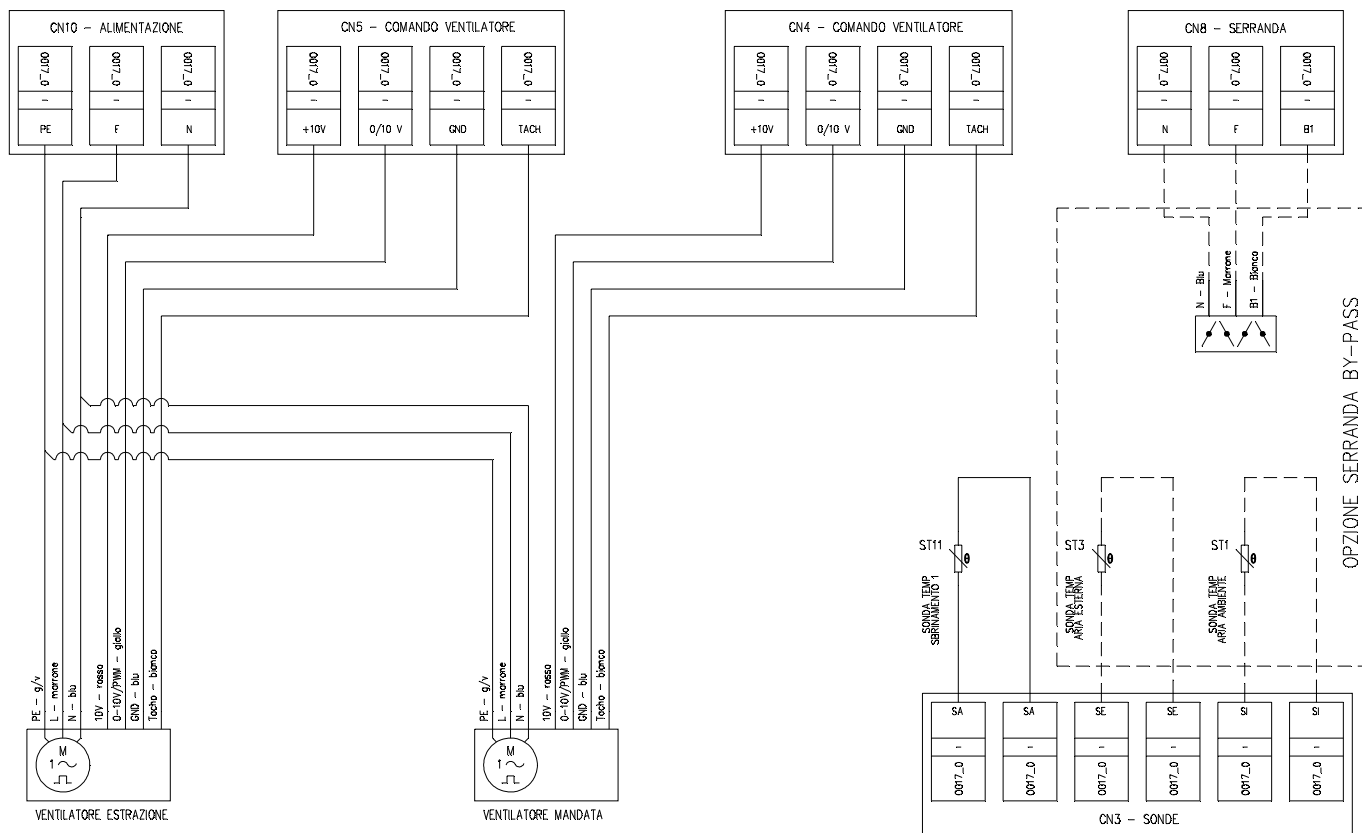 CN10 - ALIMENTAZIONE
0017_0
0017_0
0017_0
-
-
-
PE
F
N
CN5 - COMANDO VENTILATORE
0017_0
0017_0
0017_0
0017_0
-
-
-
-
+10V
0/10 V
GND
TACH
CN4 - COMANDO VENTILATORE
0017_0
0017_0
0017_0
0017_0
-
-
-
-
+10V
0/10 V
GND
TACH
CN8 - SERRANDA
0017_0
0017_0
0017_0
-
-
-
N
F
B1
N - Blu
F - Marrone
B1 - Bianco
OPZIONE SERRANDA BY-PASS
ST11
θ
SONDA TEMP
SBRINAMENTO 1
ST3
θ
SONDA TEMP
ARIA ESTERNA
ST1
θ
SONDA TEMP
ARIA AMBIENTE
PE - g/v
L - marrone
N - blu
10V - rosso
0-10V/PWM - giallo
GND - blu
Tacho - bianco
M
1
VENTILATORE ESTRAZIONE
PE - g/v
L - marrone
N - blu
10V - rosso
0-10V/PWM - giallo
GND - blu
Tacho - bianco
M
1
VENTILATORE MANDATA
SA
SA
SE
SE
SI
SI
-
-
-
-
-
-
0017_0
0017_0
0017_0
0017_0
0017_0
0017_0
CN3 - SONDE